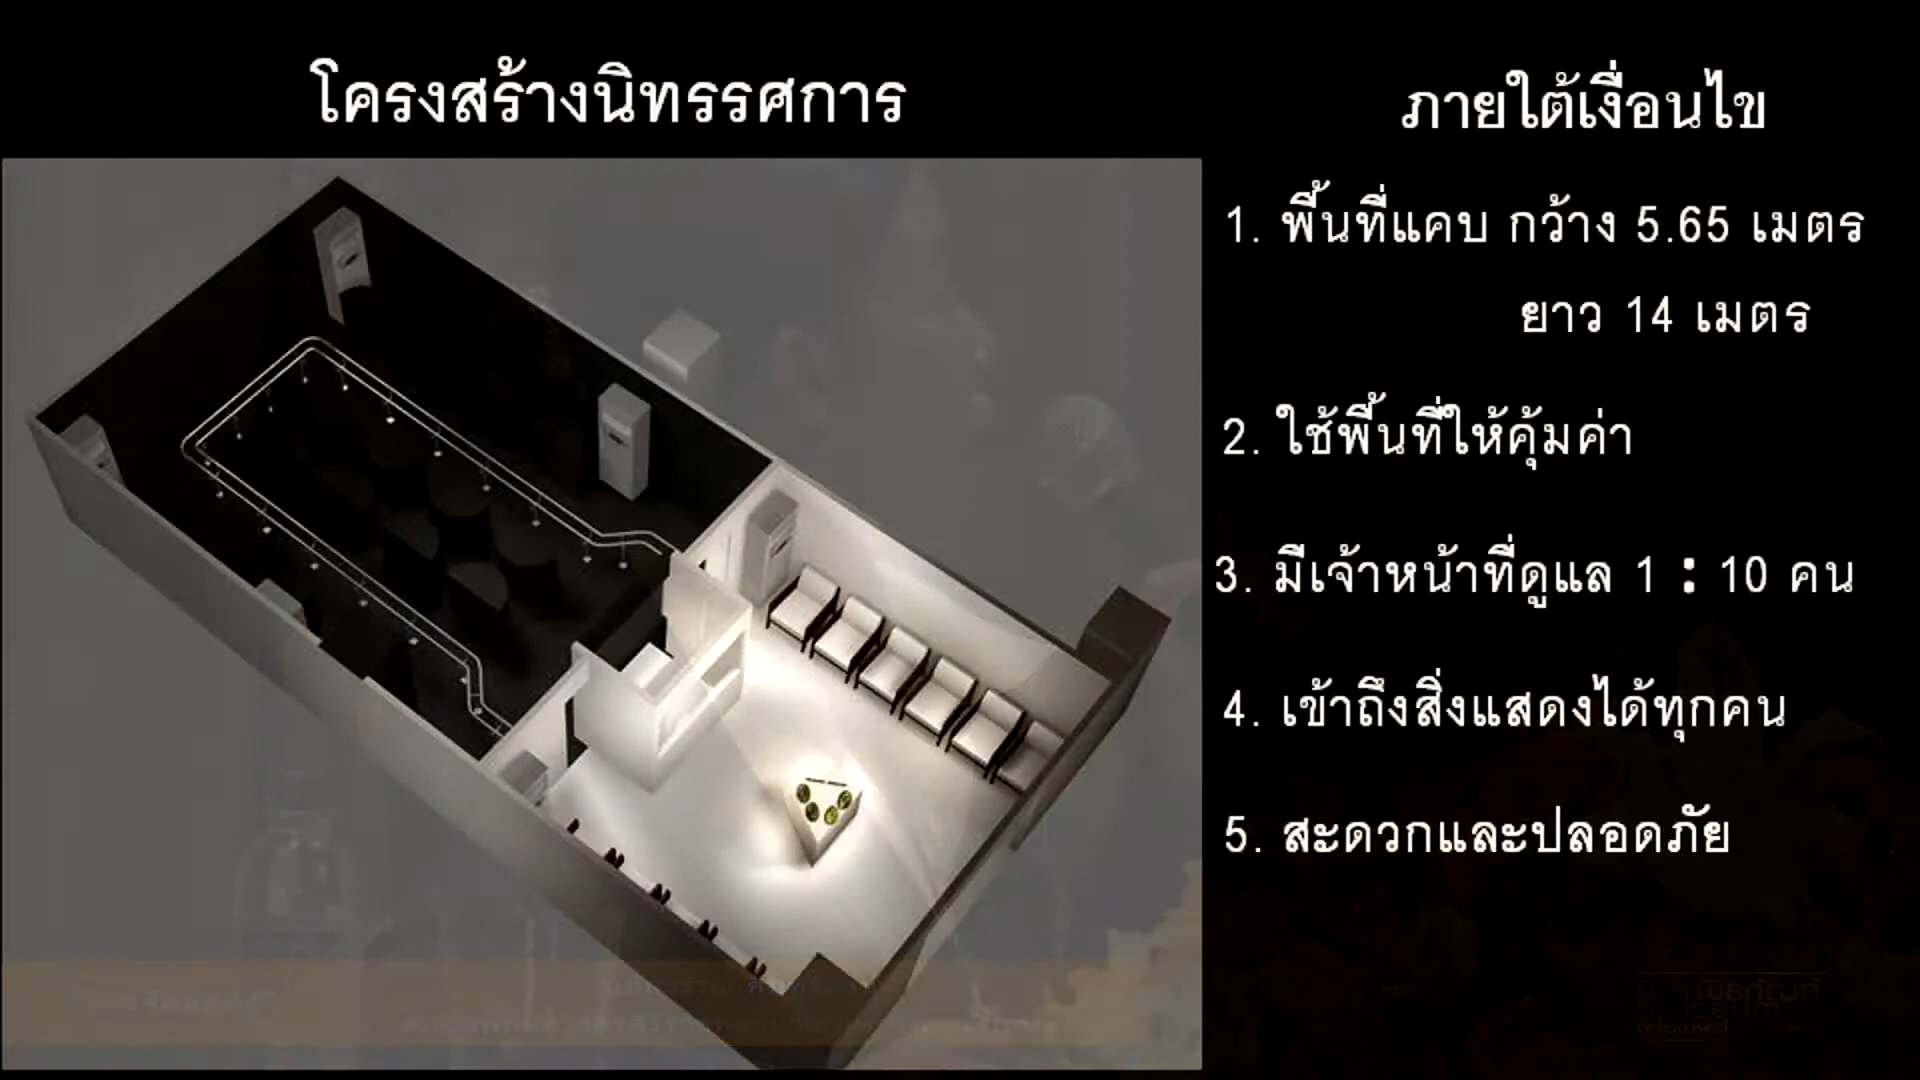 โครงสร้างนิทรรศการ
ภายใต้เงื่อนไข
1. พื้นที่แคบ กว้าง 5.65 เมตร
ยาว 14 เมตร
2. ใช้พื้นที่ให้คุ้มค่า
3. มีเจ้าหน้าที่ดูแล 1 : 10 คน
4. เข้าถึงสิ่งแสดงได้ทุกคน
5. สะดวกและปลอดภัย
refocused